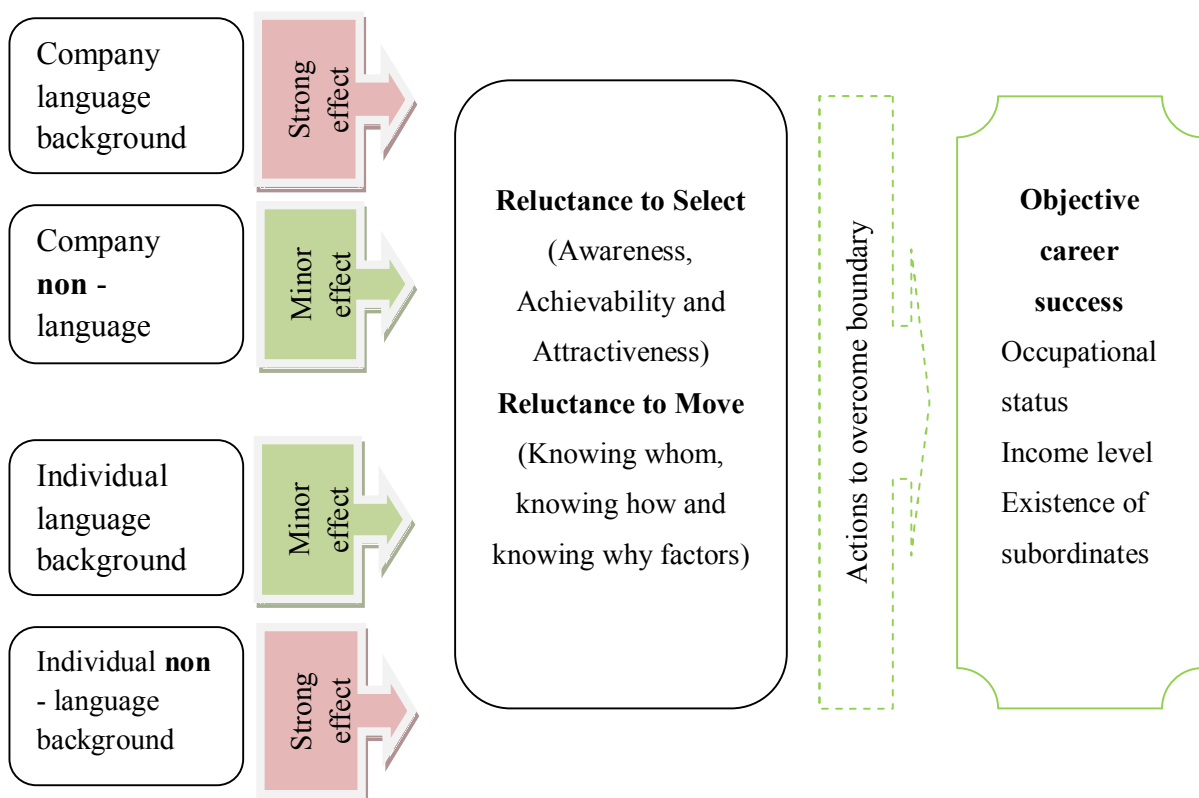 Company
language
background
Strong
effect
Company
non -
language
Minor
effect
Individual
language
background
Minor
effect
Individual non
- language
background
Strong
effect
Reluctance to Select
(Awareness,
Achievability and
Attractiveness)
Reluctance to Move
(Knowing whom,
knowing how and
knowing why factors)
Actions to overcome boundary
Objective
career
success
Occupational
status
Income level
Existence of
subordinates